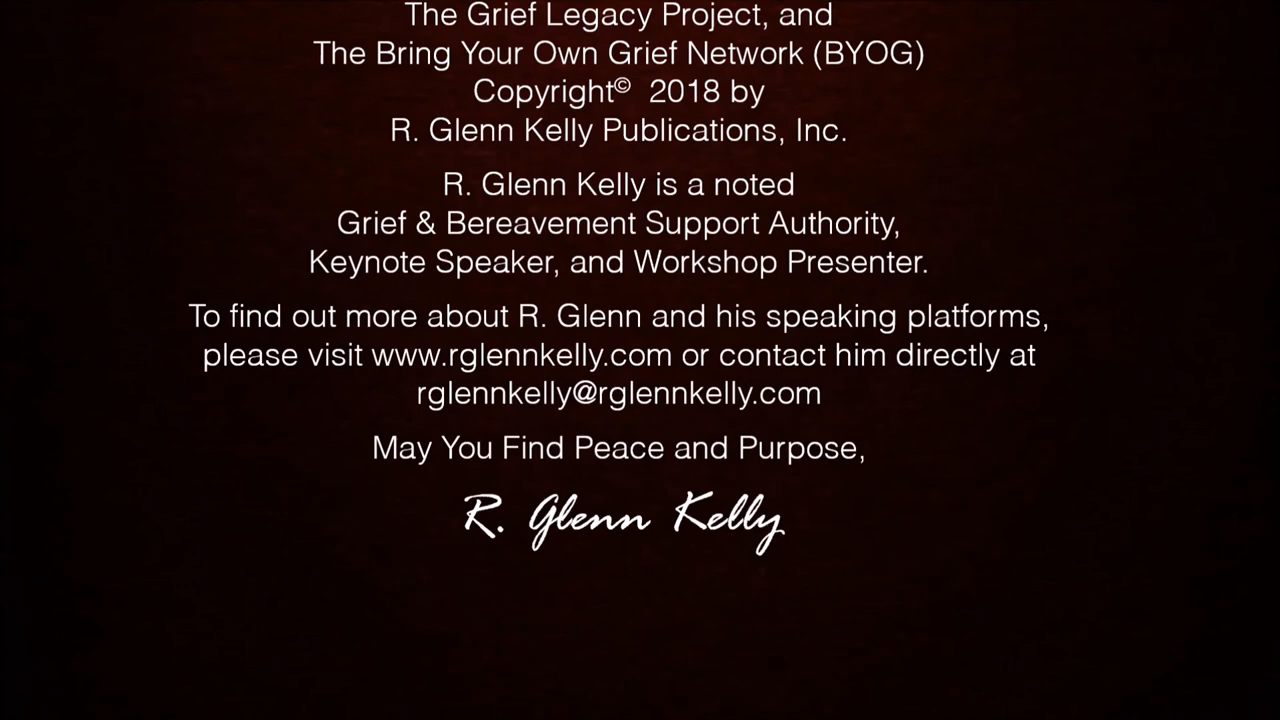 The Grief Legacy Project, and
The Bring Your Own Grief Network (BYOG)
Copyright© 2018 by
R. Glenn Kelly Publications, Inc.
R. Glenn Kelly is a noted
Grief & Bereavement Support Authority,
Keynote Speaker, and Workshop Presenter.
To find out more about R. Glenn and his speaking platforms,
please visit www.rglennkelly.com or contact him directly at
rglennkelly@rglennkelly.com
May You Find Peace and Purpose,
R. Glenn Kelly